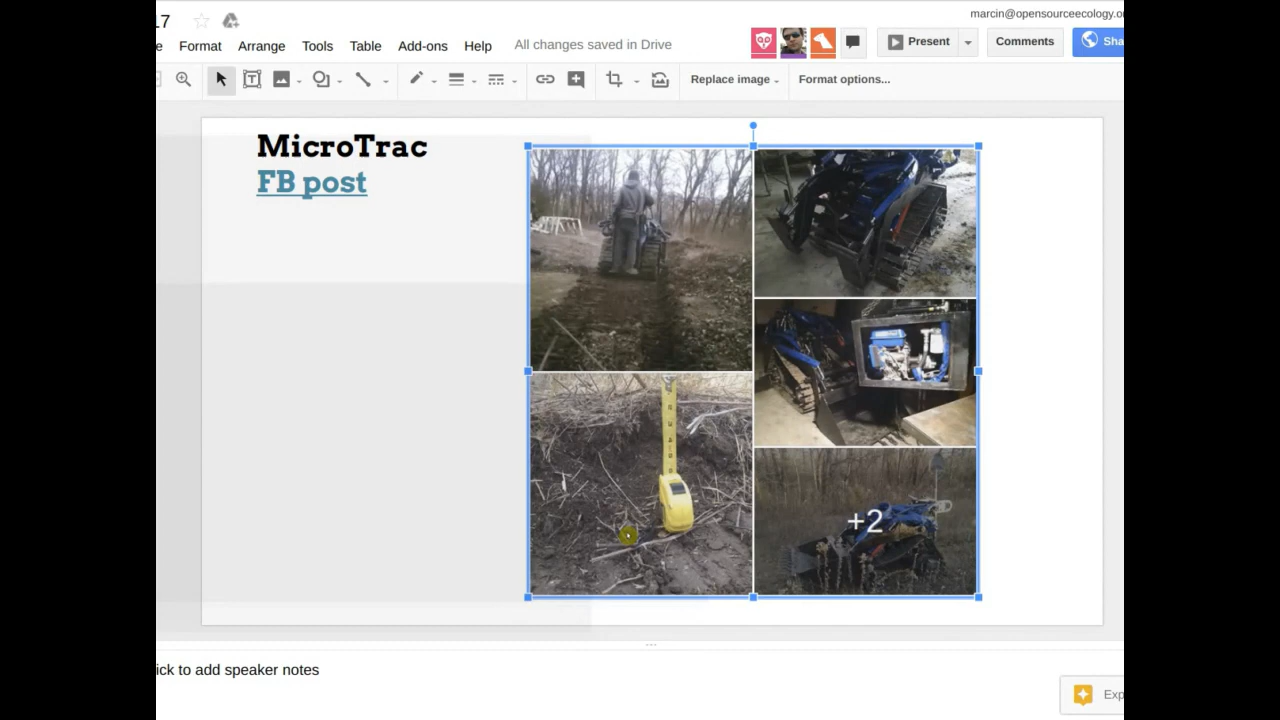 17
marcin@opensourceecology.or
e Format Arrange Tools Table Add-ons Help All changes saved in Drive
Present Comments Sha
Replace image Format options...
MicroTrac
FB post
+2
ick to add speaker notes
Exp